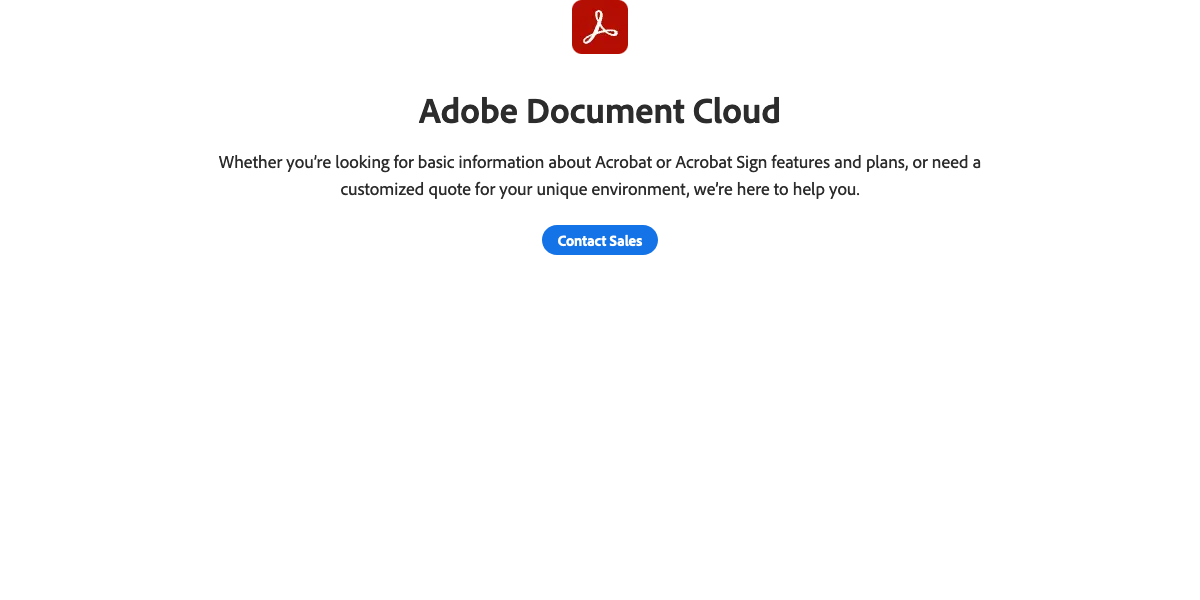 Adobe Document Cloud
Whether you’re looking for basic information about Acrobat or Acrobat Sign features and plans, or need a
customized quote for your unique environment, we’re here to help you.
Contact Sales